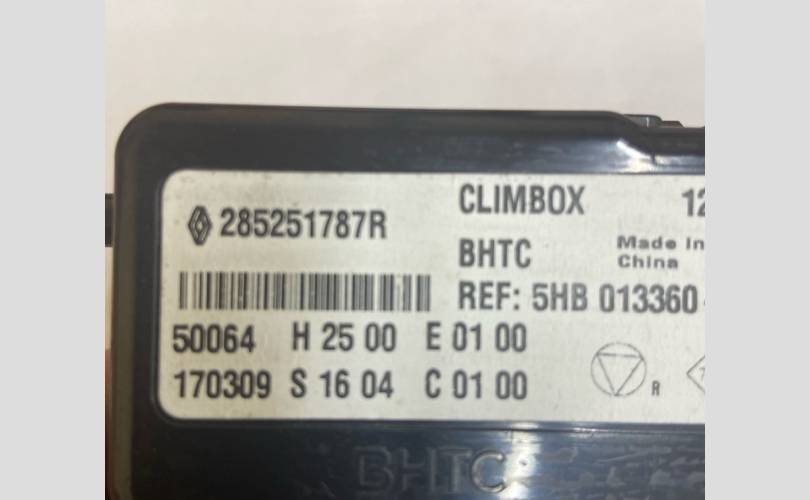 285251787R
CLIMBOX 12
BHTC
Made In
China
REF: 5HB 013360
50064 H 25 00 E 01 00
170309 S 16 04 C 01 00
R
BHTC